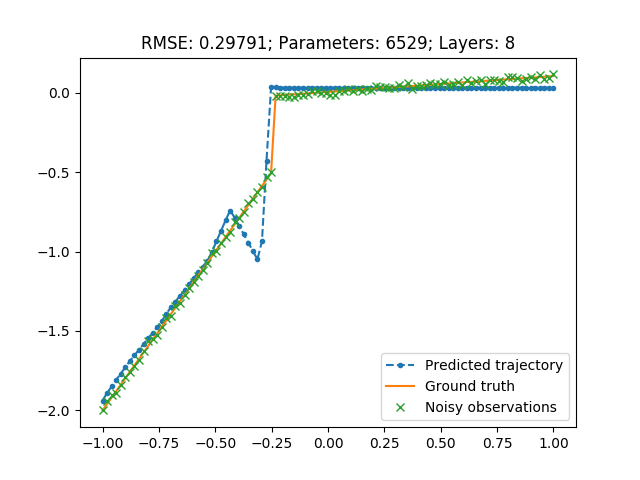 RMSE: 0.29791; Parameters: 6529; Layers: 8
0.0
−0.5
−1.0
−1.5
−2.0
Predicted trajectory
Ground truth
Noisy observations
−1.00 −0.75 −0.50 −0.25 0.00 0.25 0.50 0.75 1.00